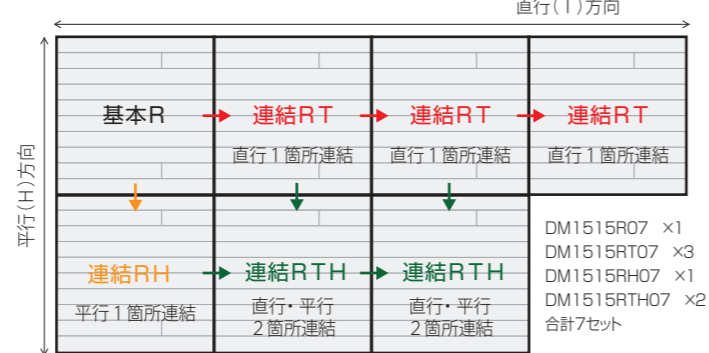 直行(T)方向
平行(H)方向
基本R
連結RT
連結RT
連結RT
直行1箇所連結
直行1箇所連結
直行1箇所連結
連結RH
連結RTH
連結RTH
平行1箇所連結
直行・平行
2箇所連結
直行・平行
2箇所連結
DM1515R07 ×1
DM1515RT07 ×3
DM1515RH07 ×1
DM1515RTH07 ×2
合計7セット